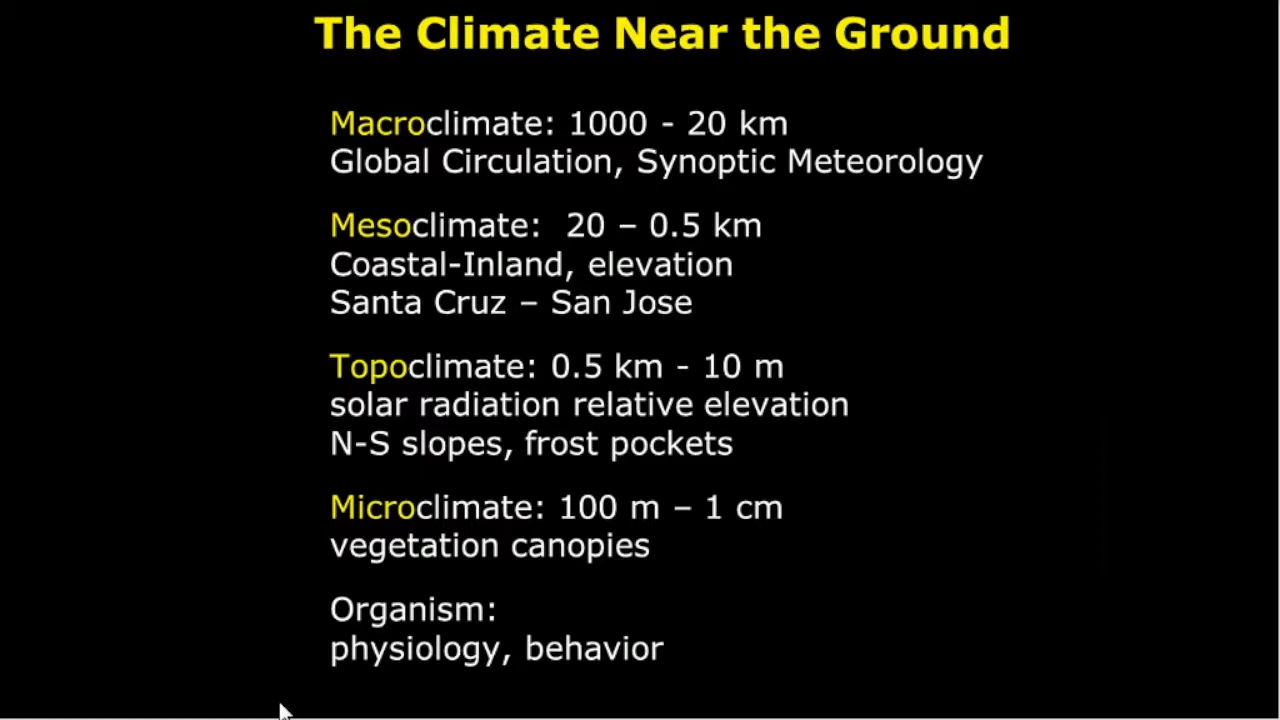 The Climate Near the Ground
Macroclimate: 1000 - 20 km
Global Circulation, Synoptic Meteorology
Mesoclimate:  20 – 0.5 km
Coastal-Inland, elevation
Santa Cruz – San Jose
Topoclimate: 0.5 km - 10 m
solar radiation relative elevation
N-S slopes, frost pockets
Microclimate: 100 m – 1 cm
vegetation canopies
Organism:
physiology, behavior